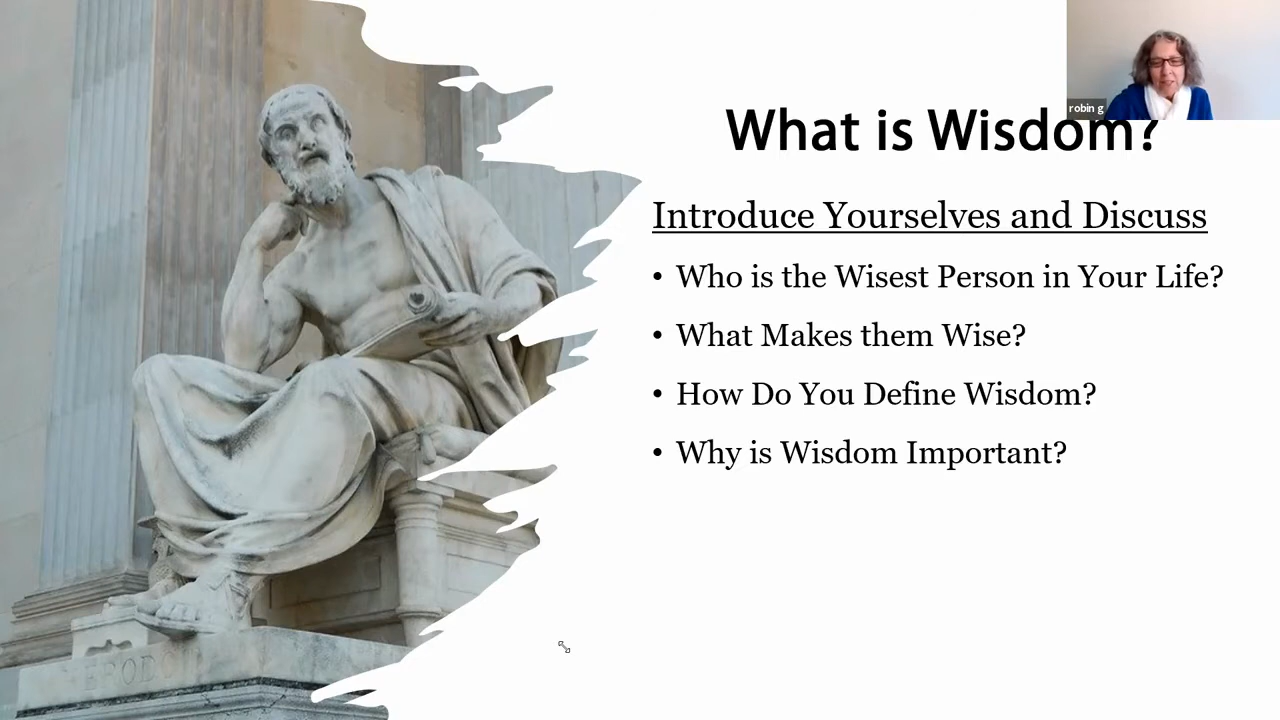 robin g
What is Wisdom?
Introduce Yourselves and Discuss
• Who is the Wisest Person in Your Life?
• What Makes them Wise?
• How Do You Define Wisdom?
• Why is Wisdom Important?